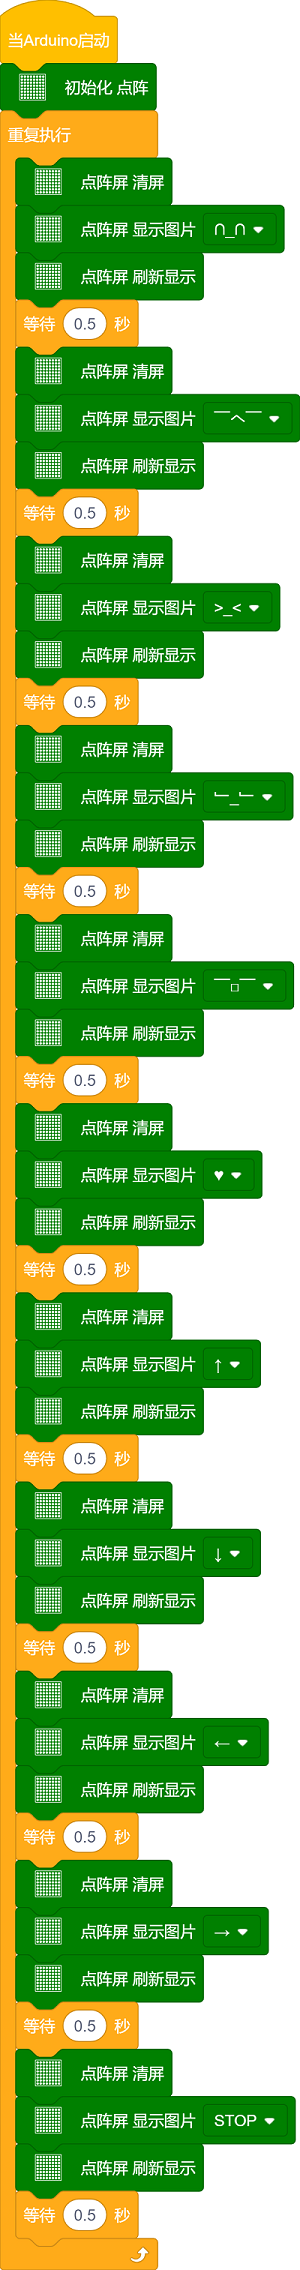 当Arduino启动
初始化 点阵
重复执行
点阵屏 清屏
点阵屏 显示图片 ∩_∩
点阵屏 刷新显示
等待 0.5 秒
点阵屏 清屏
点阵屏 显示图片 ￣へ￣
点阵屏 刷新显示
等待 0.5 秒
点阵屏 清屏
点阵屏 显示图片 >_<
点阵屏 刷新显示
等待 0.5 秒
点阵屏 清屏
点阵屏 显示图片 ﹂_﹂
点阵屏 刷新显示
等待 0.5 秒
点阵屏 清屏
点阵屏 显示图片 ￣□￣
点阵屏 刷新显示
等待 0.5 秒
点阵屏 清屏
点阵屏 显示图片 ♥
点阵屏 刷新显示
等待 0.5 秒
点阵屏 清屏
点阵屏 显示图片 ↑
点阵屏 刷新显示
等待 0.5 秒
点阵屏 清屏
点阵屏 显示图片 ↓
点阵屏 刷新显示
等待 0.5 秒
点阵屏 清屏
点阵屏 显示图片 ←
点阵屏 刷新显示
等待 0.5 秒
点阵屏 清屏
点阵屏 显示图片 →
点阵屏 刷新显示
等待 0.5 秒
点阵屏 清屏
点阵屏 显示图片 STOP
点阵屏 刷新显示
等待 0.5 秒